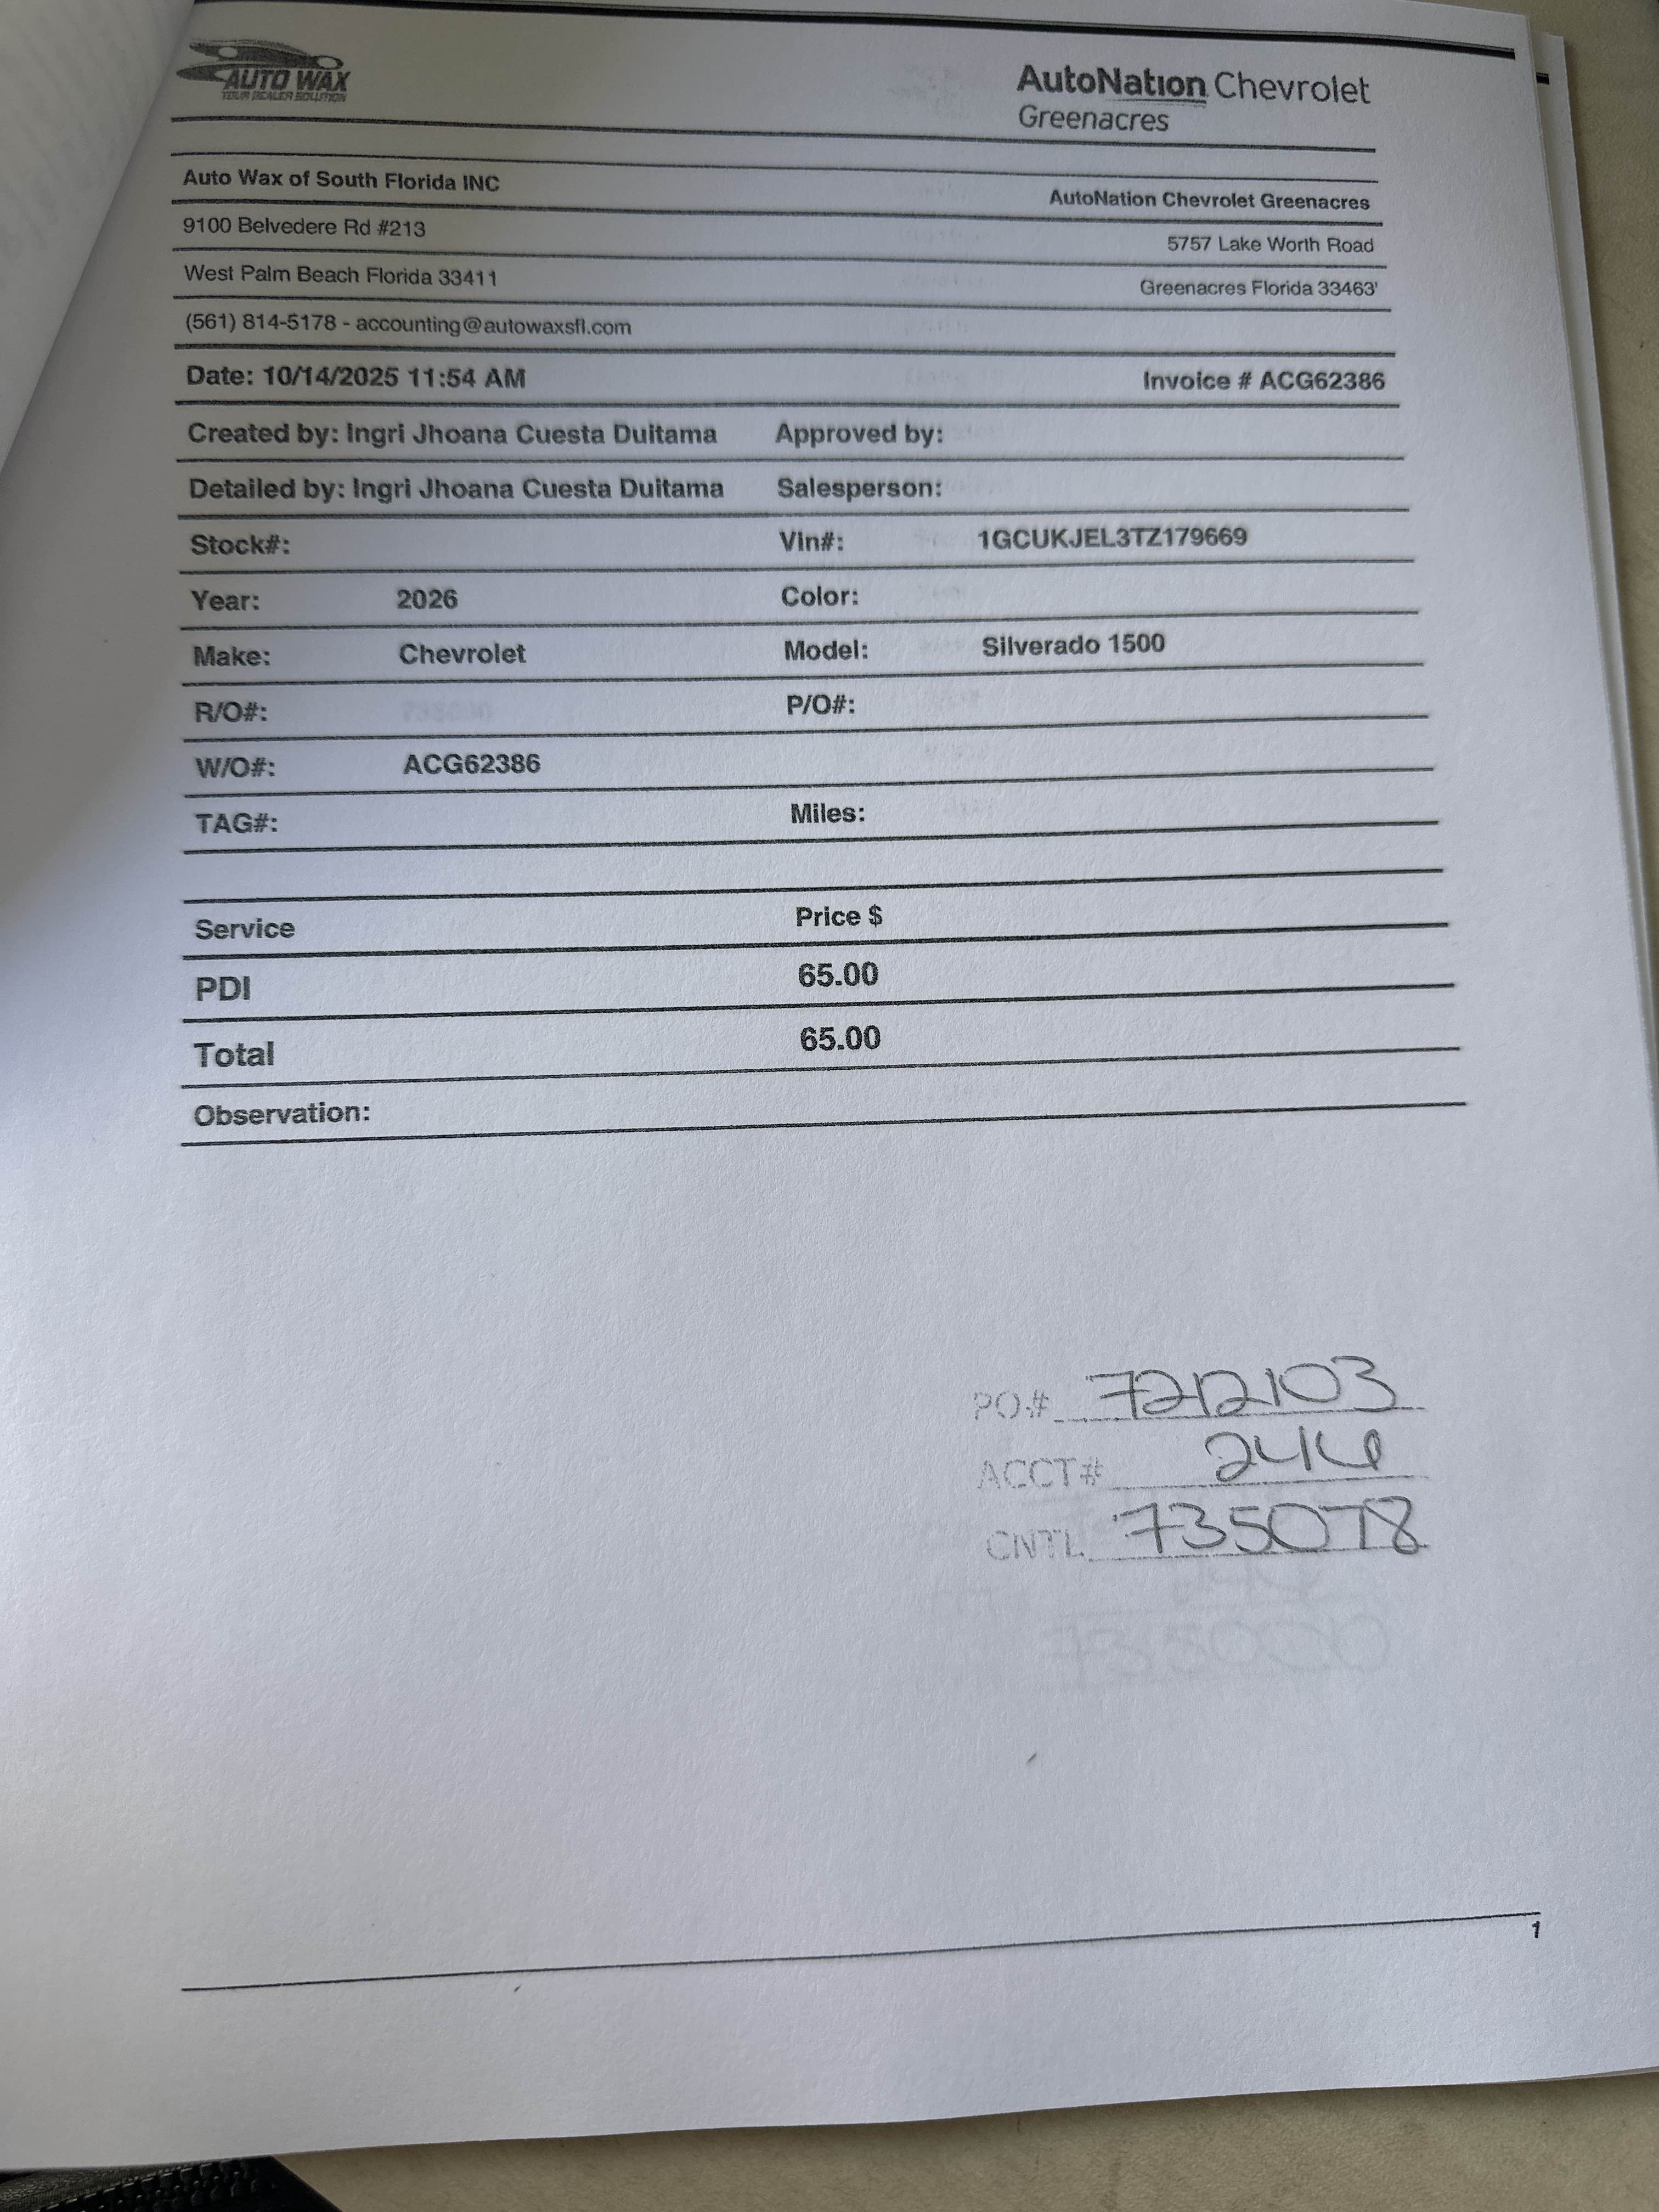 AUTO WAX
YOUR DEALER SOLUTION
AutoNation Chevrolet
Greenacres
Auto Wax of South Florida INC
AutoNation Chevrolet Greenacres
9100 Belvedere Rd #213
5757 Lake Worth Road
West Palm Beach Florida 33411
Greenacres Florida 33463'
(561) 814-5178 - accounting@autowaxsfl.com
Date: 10/14/2025 11:54 AM Invoice # ACG62386
Created by: Ingri Jhoana Cuesta Duitama Approved by:
Detailed by: Ingri Jhoana Cuesta Duitama Salesperson:
Stock#: Vin#: 1GCUKJEL3TZ179669
Year: 2026 Color:
Make: Chevrolet Model: Silverado 1500
R/O#: P/O#:
W/O#: ACG62386
TAG#: Miles:
Service Price $
PDI 65.00
Total 65.00
Observation:
PO#
ACCT# 244
CNTL 735078
1